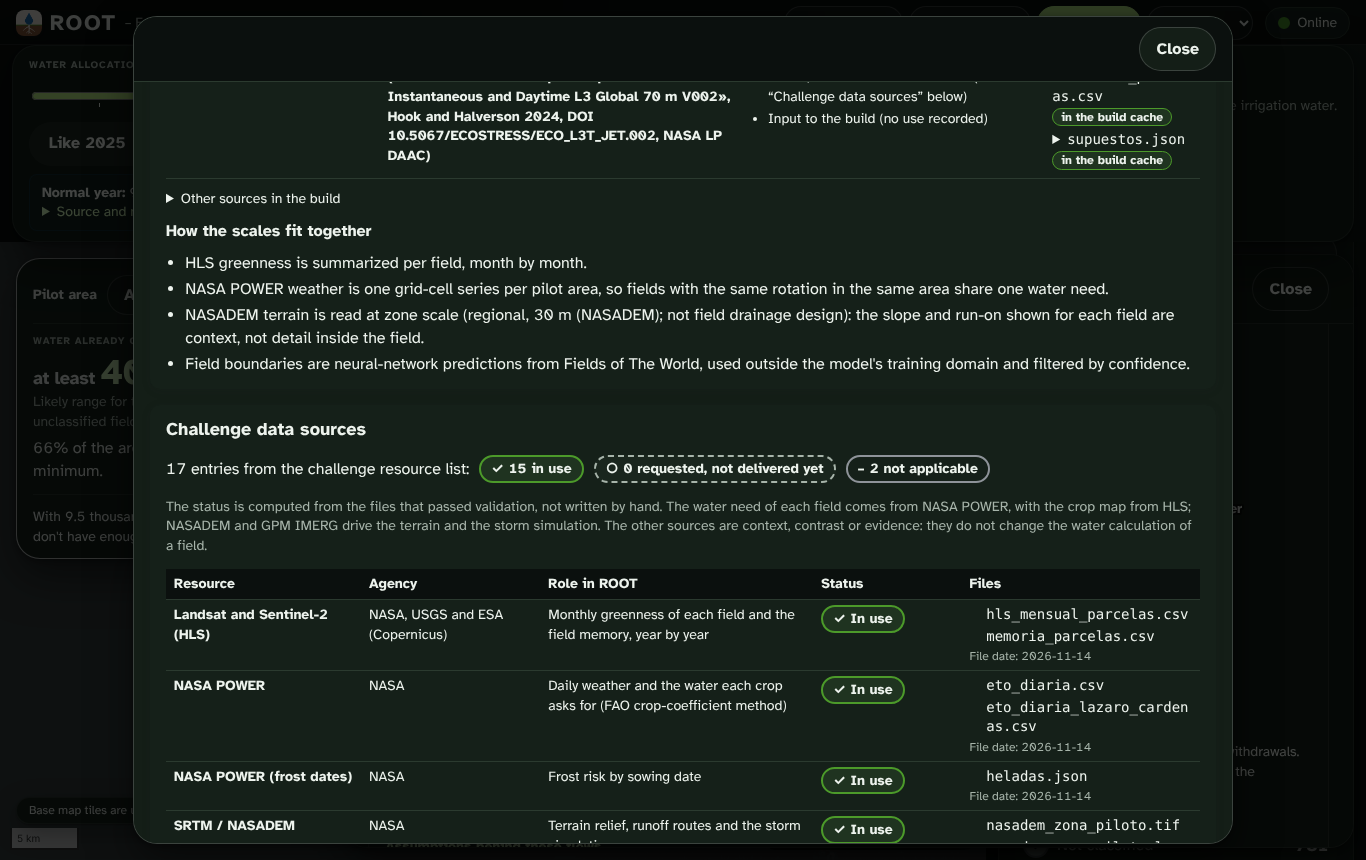 ROOT
Online
Close
WATER ALLOCATIO
Instantaneous and Daytime L3 Global 70 m V002»,
Hook and Halverson 2024, DOI
10.5067/ECOSTRESS/ECO_L3T_JET.002, NASA LP
DAAC)
“Challenge data sources” below)
• Input to the build (no use recorded)
as.csv
in the build cache
▶ supuestos.json
in the build cache
irrigation water.
Like 2025
Normal year:
▶ Source and
▶ Other sources in the build
How the scales fit together
• HLS greenness is summarized per field, month by month.
• NASA POWER weather is one grid-cell series per pilot area, so fields with the same rotation in the same area share one water need.
• NASADEM terrain is read at zone scale (regional, 30 m (NASADEM); not field drainage design): the slope and run-on shown for each field are
context, not detail inside the field.
• Field boundaries are neural-network predictions from Fields of The World, used outside the model's training domain and filtered by confidence.
Pilot area
Close
WATER ALREADY
at least 40
Likely range for
unclassified field
66% of the
minimum.
With 9.5 thousa
don't have enou
Challenge data sources
17 entries from the challenge resource list: ✓ 15 in use O 0 requested, not delivered yet – 2 not applicable
The status is computed from the files that passed validation, not written by hand. The water need of each field comes from NASA POWER, with the crop map from HLS;
NASADEM and GPM IMERG drive the terrain and the storm simulation. The other sources are context, contrast or evidence: they do not change the water calculation of
a field.
Resource Agency Role in ROOT Status Files
Landsat and Sentinel-2
(HLS)
NASA, USGS and ESA
(Copernicus)
Monthly greenness of each field and the
field memory, year by year
✓ In use
hls_mensual_parcelas.csv
memoria_parcelas.csv
File date: 2026-11-14
NASA POWER
NASA
Daily weather and the water each crop
asks for (FAO crop-coefficient method)
✓ In use
eto_diaria.csv
eto_diaria_lazaro_carden
as.csv
File date: 2026-11-14
NASA POWER (frost dates)
NASA
Frost risk by sowing date
✓ In use
heladas.json
File date: 2026-11-14
SRTM / NASADEM
NASA
Terrain relief, runoff routes and the storm
✓ In use
nasadem_zona_piloto.tif
withdrawals.
the
Base map tiles are
5 km